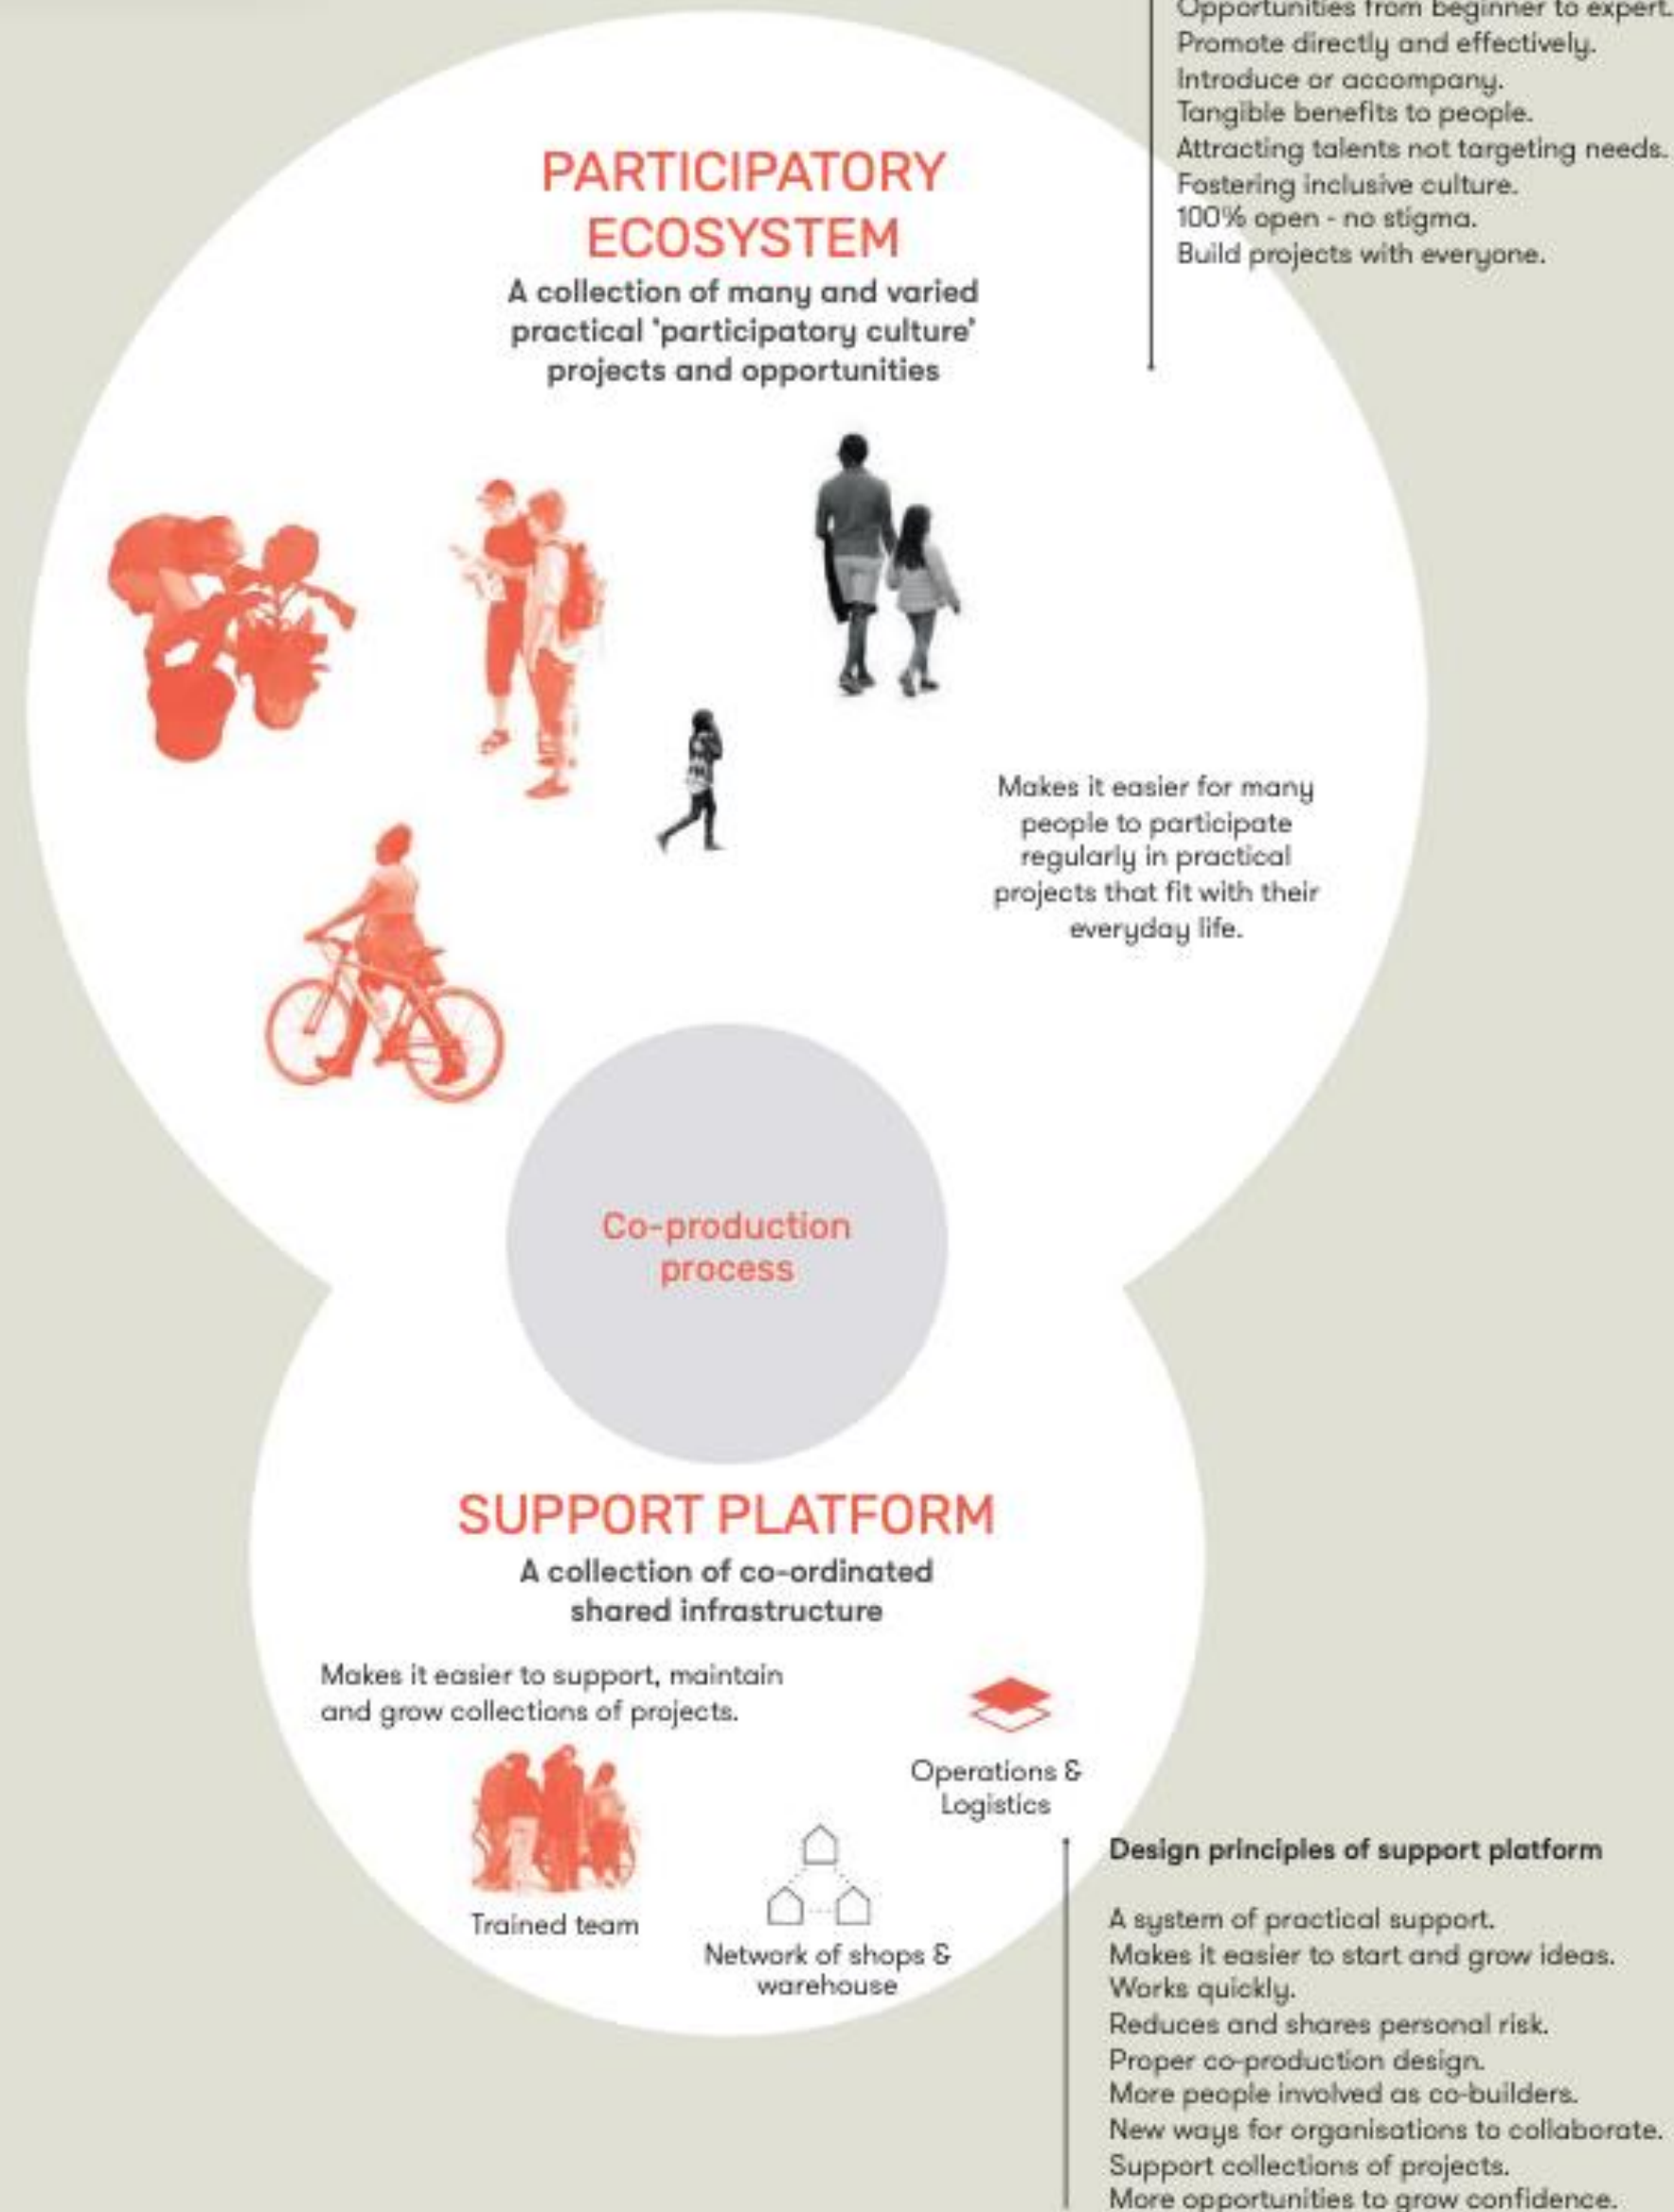 Opportunities from beginner to expert.
Promote directly and effectively.
Introduce or accompany.
Tangible benefits to people.
Attracting talents not targeting needs.
Fostering inclusive culture.
100% open - no stigma.
Build projects with everyone.
PARTICIPATORY
ECOSYSTEM
A collection of many and varied
practical 'participatory culture'
projects and opportunities
Makes it easier for many
people to participate
regularly in practical
projects that fit with their
everyday life.
Co-production
process
SUPPORT PLATFORM
A collection of co-ordinated
shared infrastructure
Makes it easier to support, maintain
and grow collections of projects.
Operations &
Logistics
Trained team
Network of shops &
warehouse
Design principles of support platform
A system of practical support.
Makes it easier to start and grow ideas.
Works quickly.
Reduces and shares personal risk.
Proper co-production design.
More people involved as co-builders.
New ways for organisations to collaborate.
Support collections of projects.
More opportunities to grow confidence.